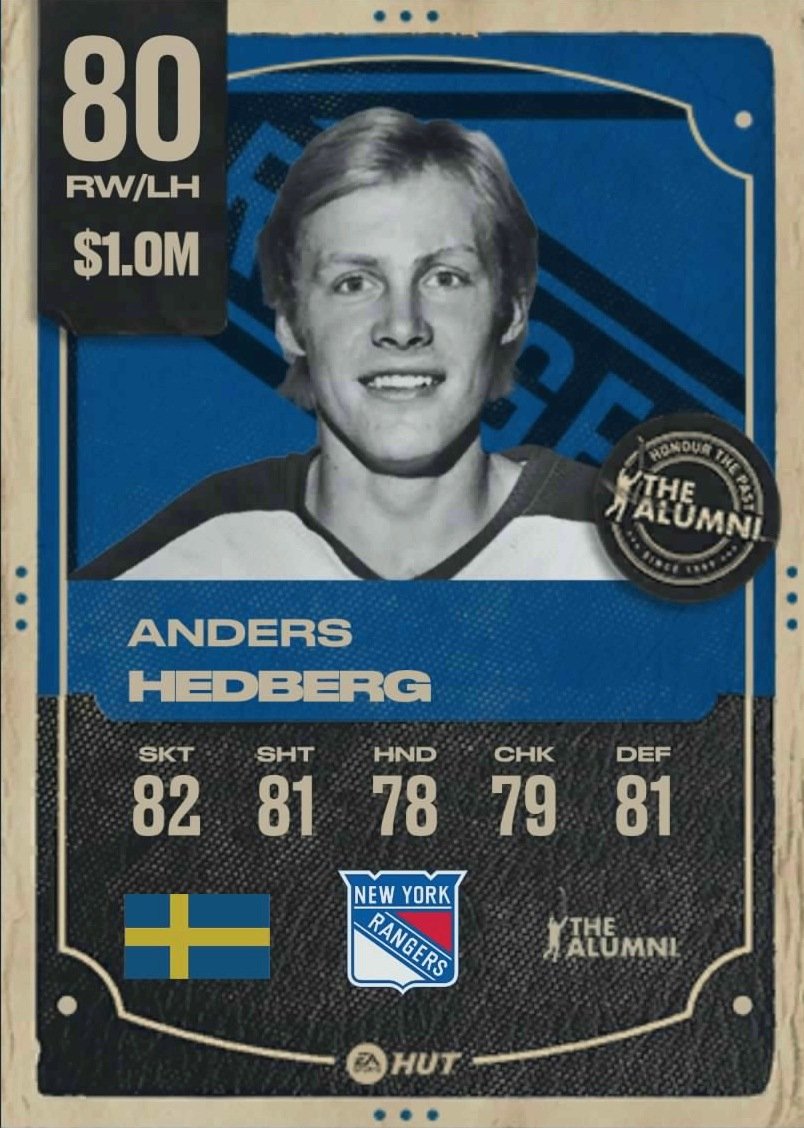 80
RW/LH
$1.0M
HONOUR THE PAST
THE
ALUMNI
ANDERS
HEDBERG
SKT SHT HND CHK DEF
82 81 78 79 81
NEW YORK
RANGERS
THE
ALUMNI
EA
HUT